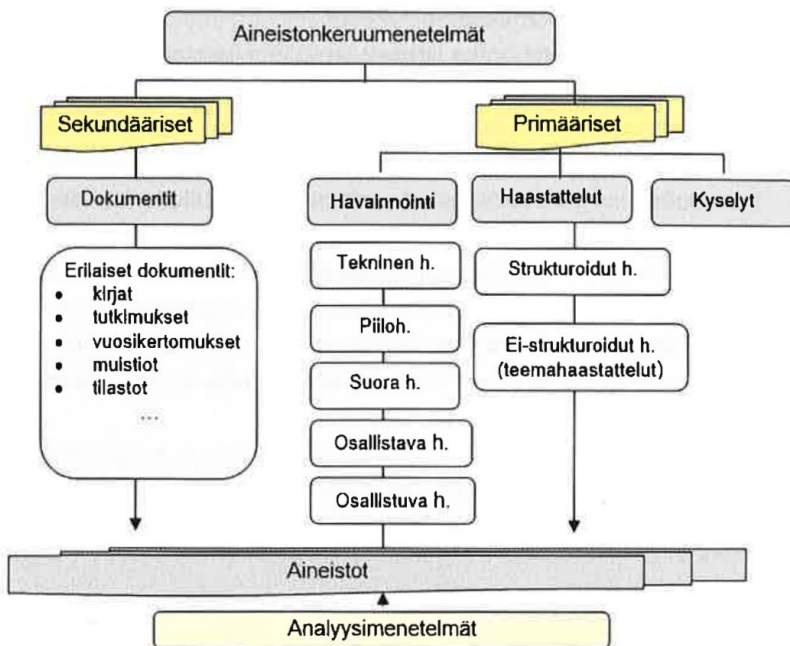 Aineistonkeruumenetelmät
Sekundääriset
Primääriset
Dokumentit
Havainnointi
Haastattelut
Kyselyt
Erilaiset dokumentit:
• kirjat
• tutkimukset
• vuosikertomukset
• muistiot
• tilastot
...
Tekninen h.
Piiloh.
Suora h.
Osallistava h.
Osallistuva h.
Strukturoidut h.
Ei-strukturoidut h.
(teemahaastattelut)
Aineistot
Analyysimenetelmät